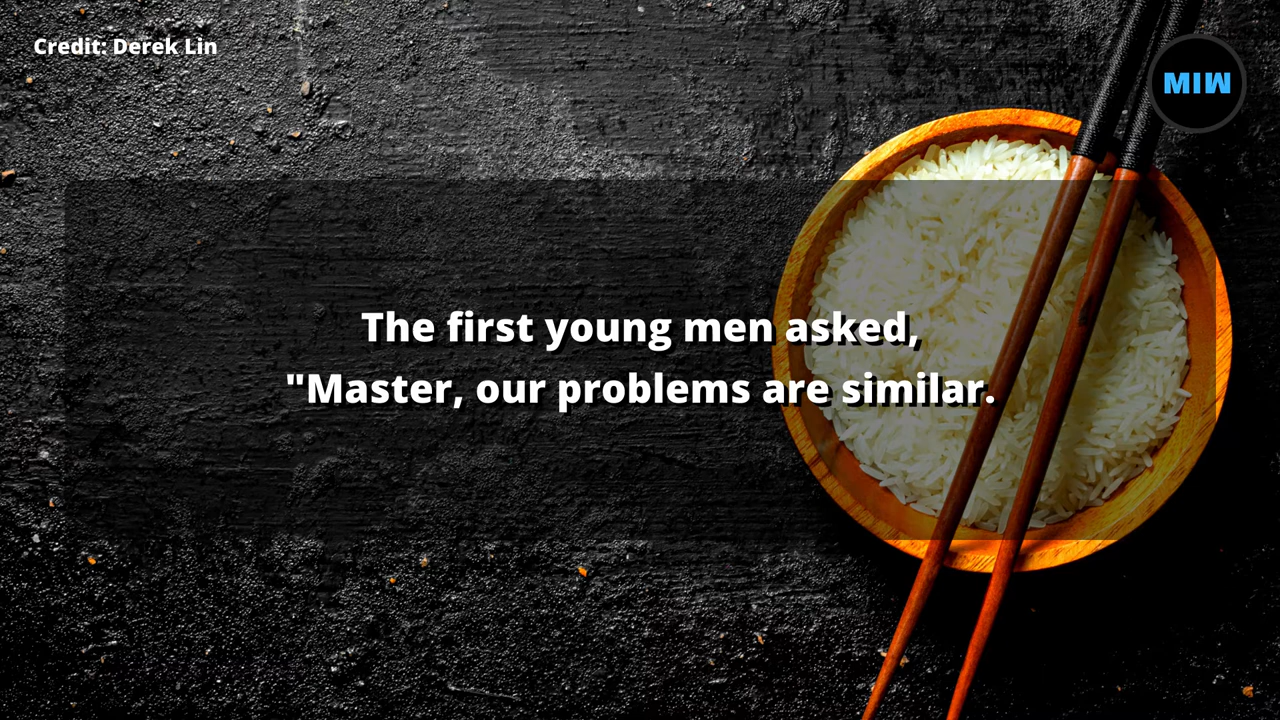 Credit: Derek Lin
MIW
The first young men asked,
"Master, our problems are similar.